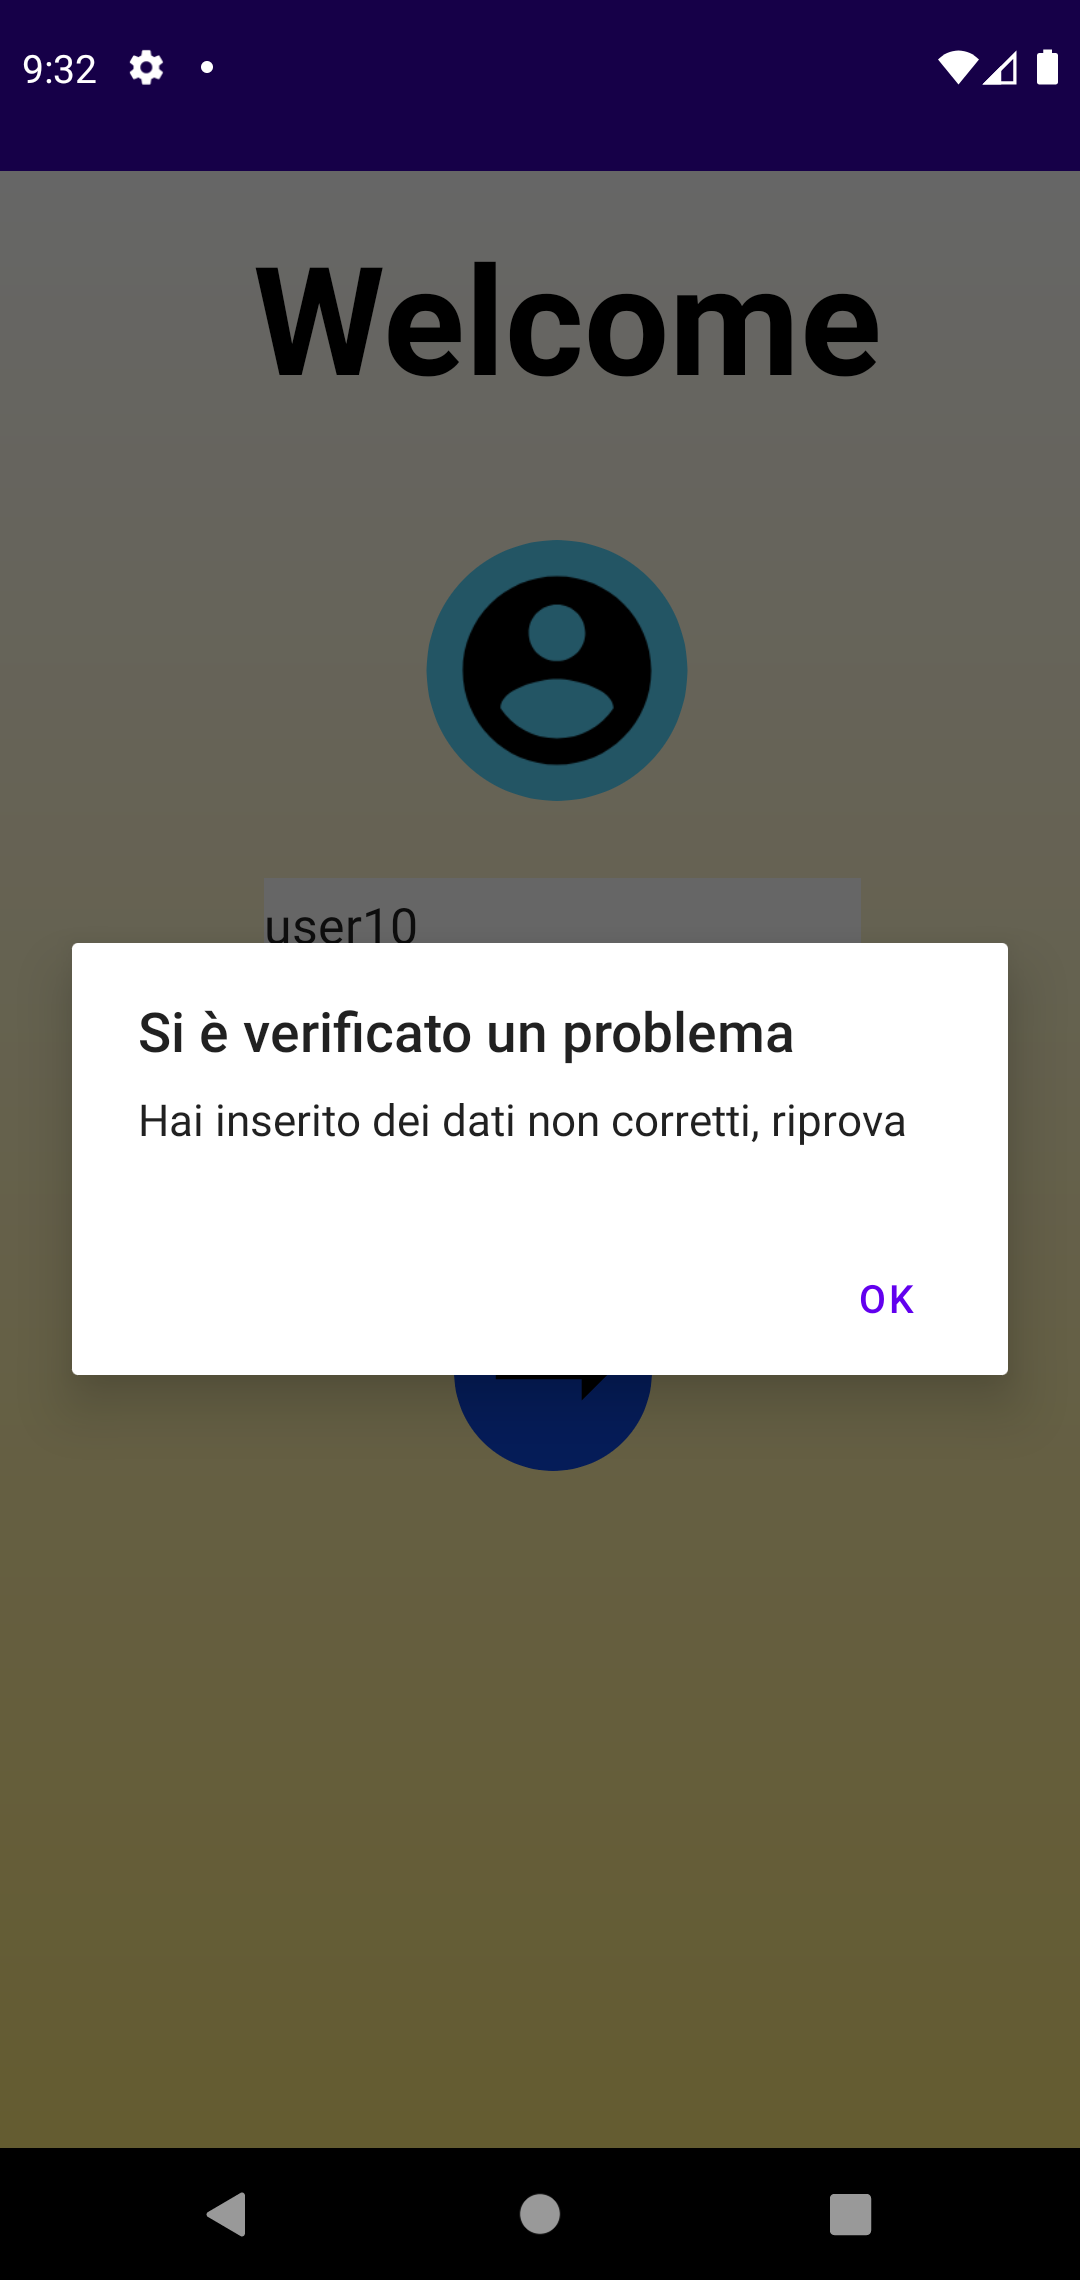 9:32
Welcome
user10
Si è verificato un problema
Hai inserito dei dati non corretti, riprova
OK